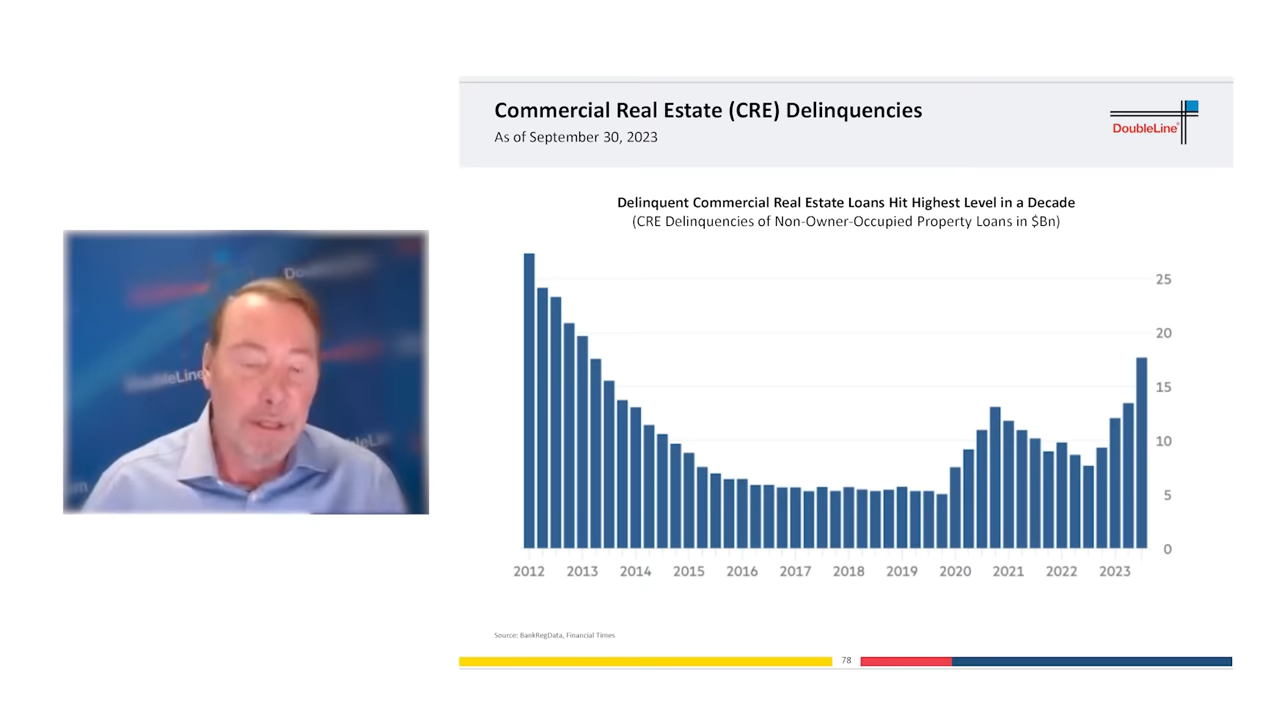 Commercial Real Estate (CRE) Delinquencies
As of September 30, 2023
DoubleLine®
Delinquent Commercial Real Estate Loans Hit Highest Level in a Decade
(CRE Delinquencies of Non-Owner-Occupied Property Loans in $Bn)
25
20
15
10
5
0
2012 2013 2014 2015 2016 2017 2018 2019 2020 2021 2022 2023
Source: BankRegData, Financial Times
78
DoubleLine